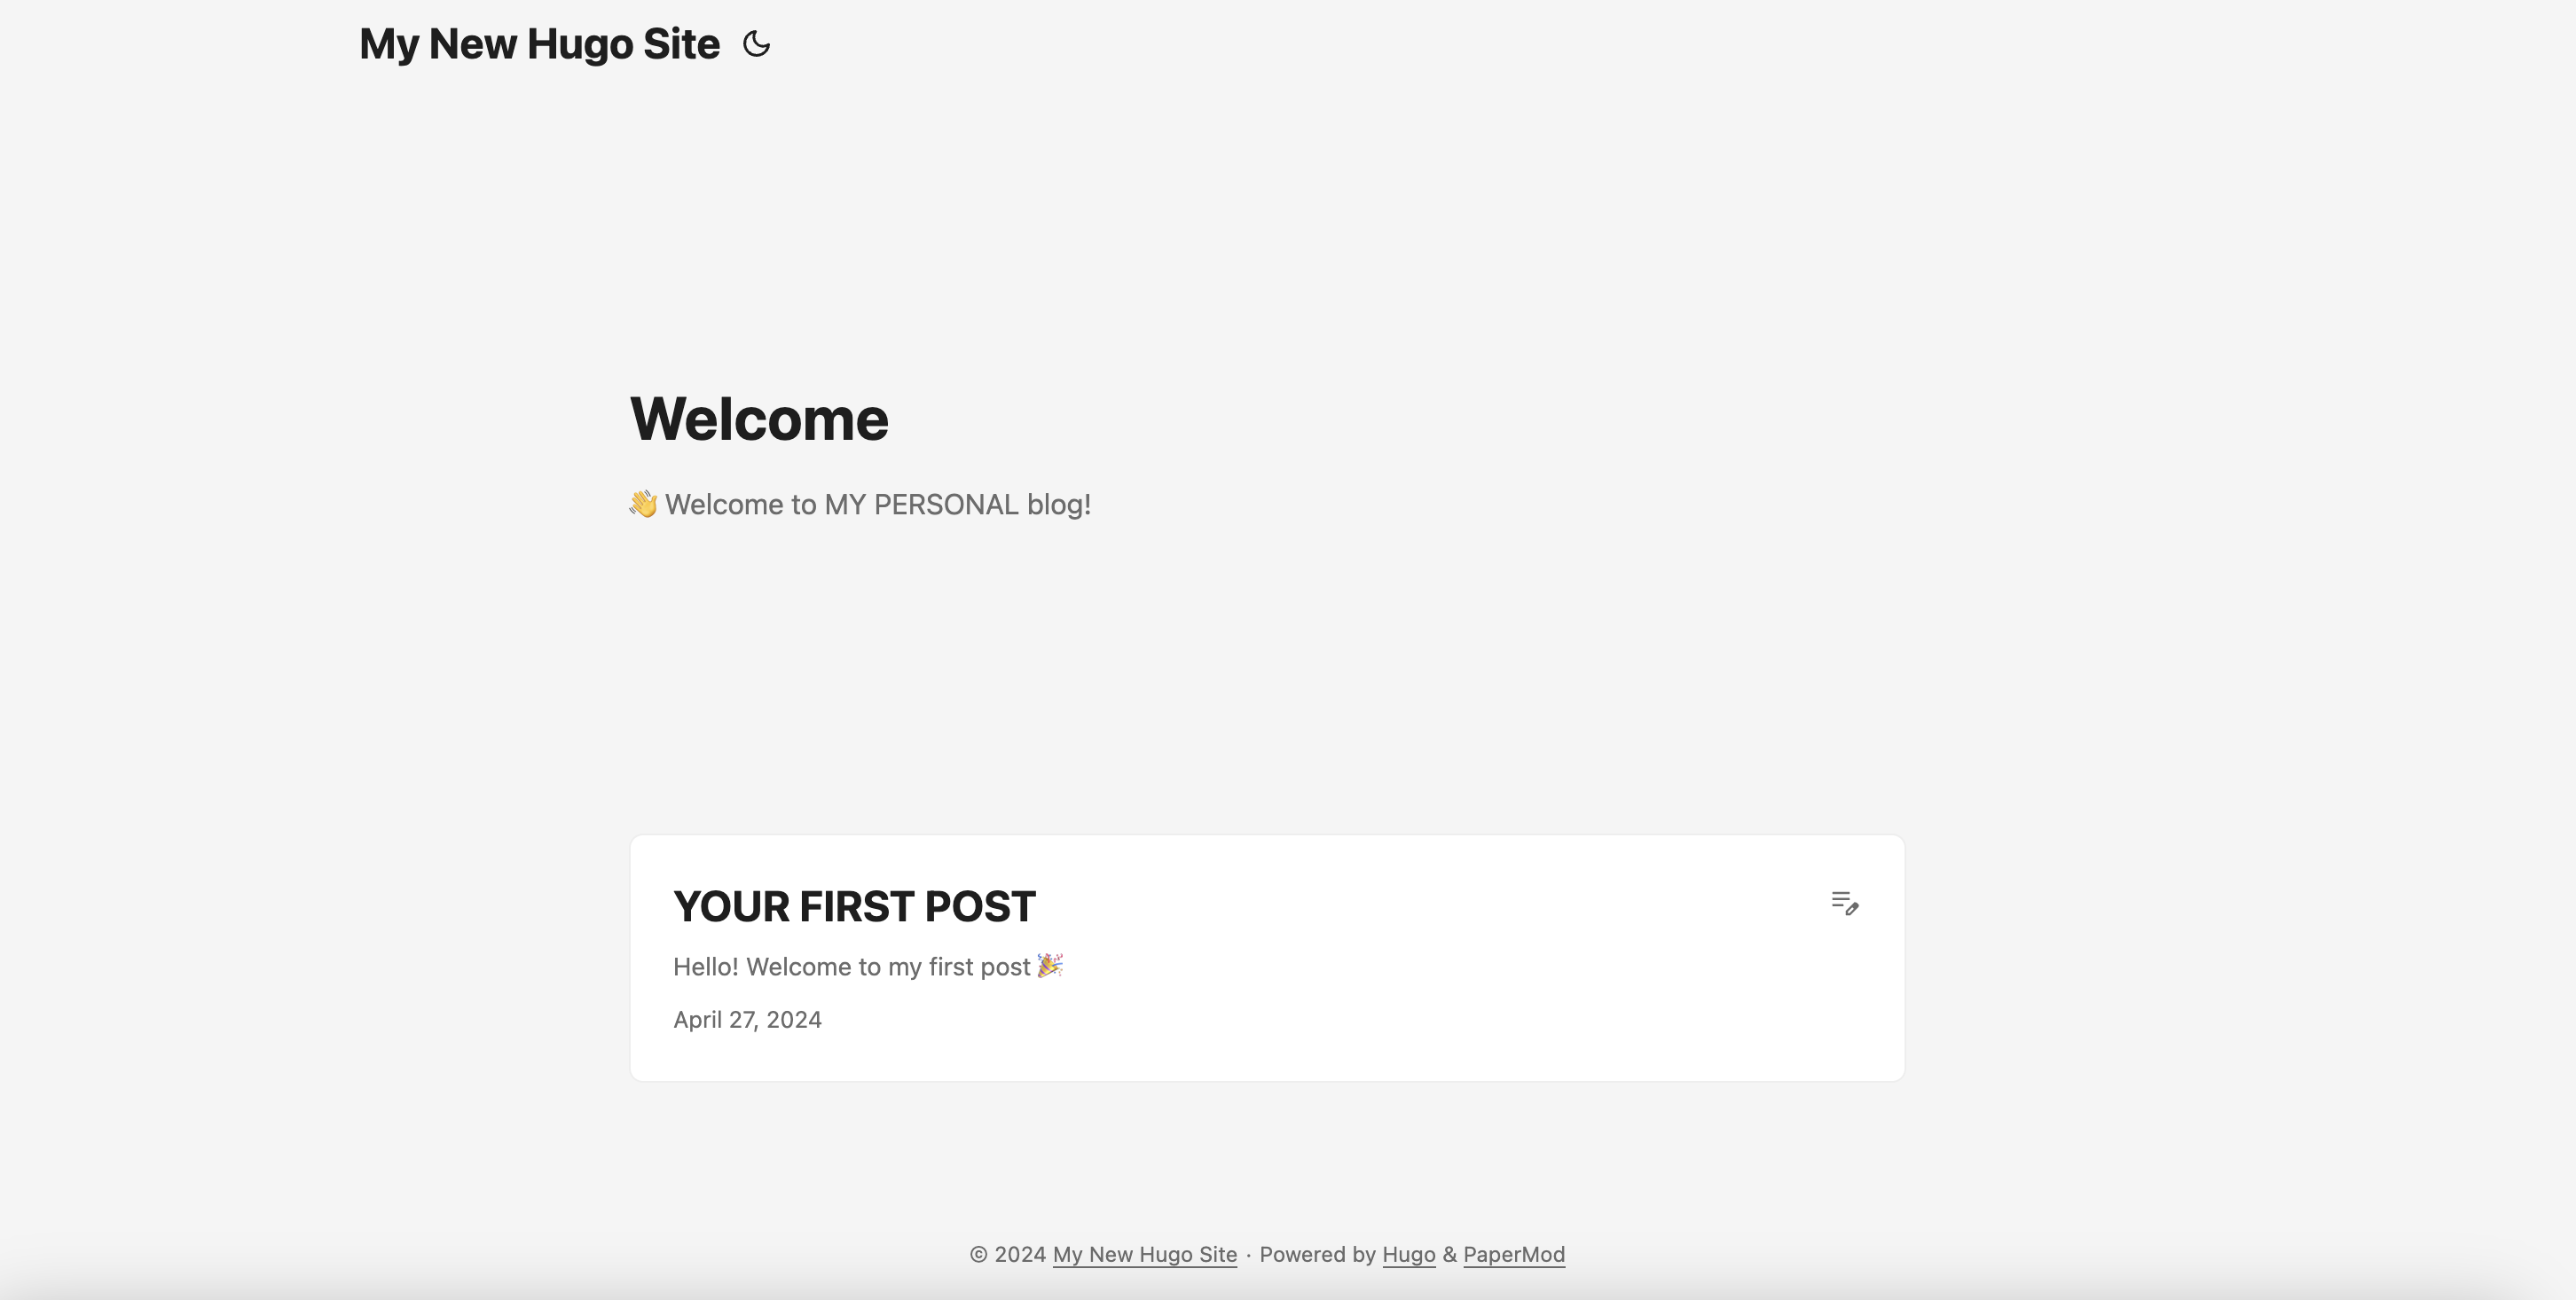 My New Hugo Site
Welcome
👋 Welcome to MY PERSONAL blog!
YOUR FIRST POST
Hello! Welcome to my first post 🎉
April 27, 2024
© 2024 My New Hugo Site · Powered by Hugo & PaperMod